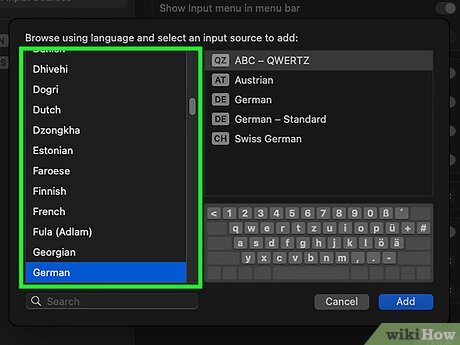 Show Input menu in menu bar
Browse using language and select an input source to add:
Danish
Dhivehi
Dogri
Dutch
Dzongkha
Estonian
Faroese
Finnish
French
Fula (Adlam)
Georgian
German
QZ ABC – QWERTZ
AT Austrian
DE German
DE German – Standard
CH Swiss German
< 1 2 3 4 5 6 7 8 9 0 ß ´
q w e r t z u i o p ü + #
a s d f g h j k l ö ä
y x c v b n m , . -
Search
Cancel
Add
wikiHow